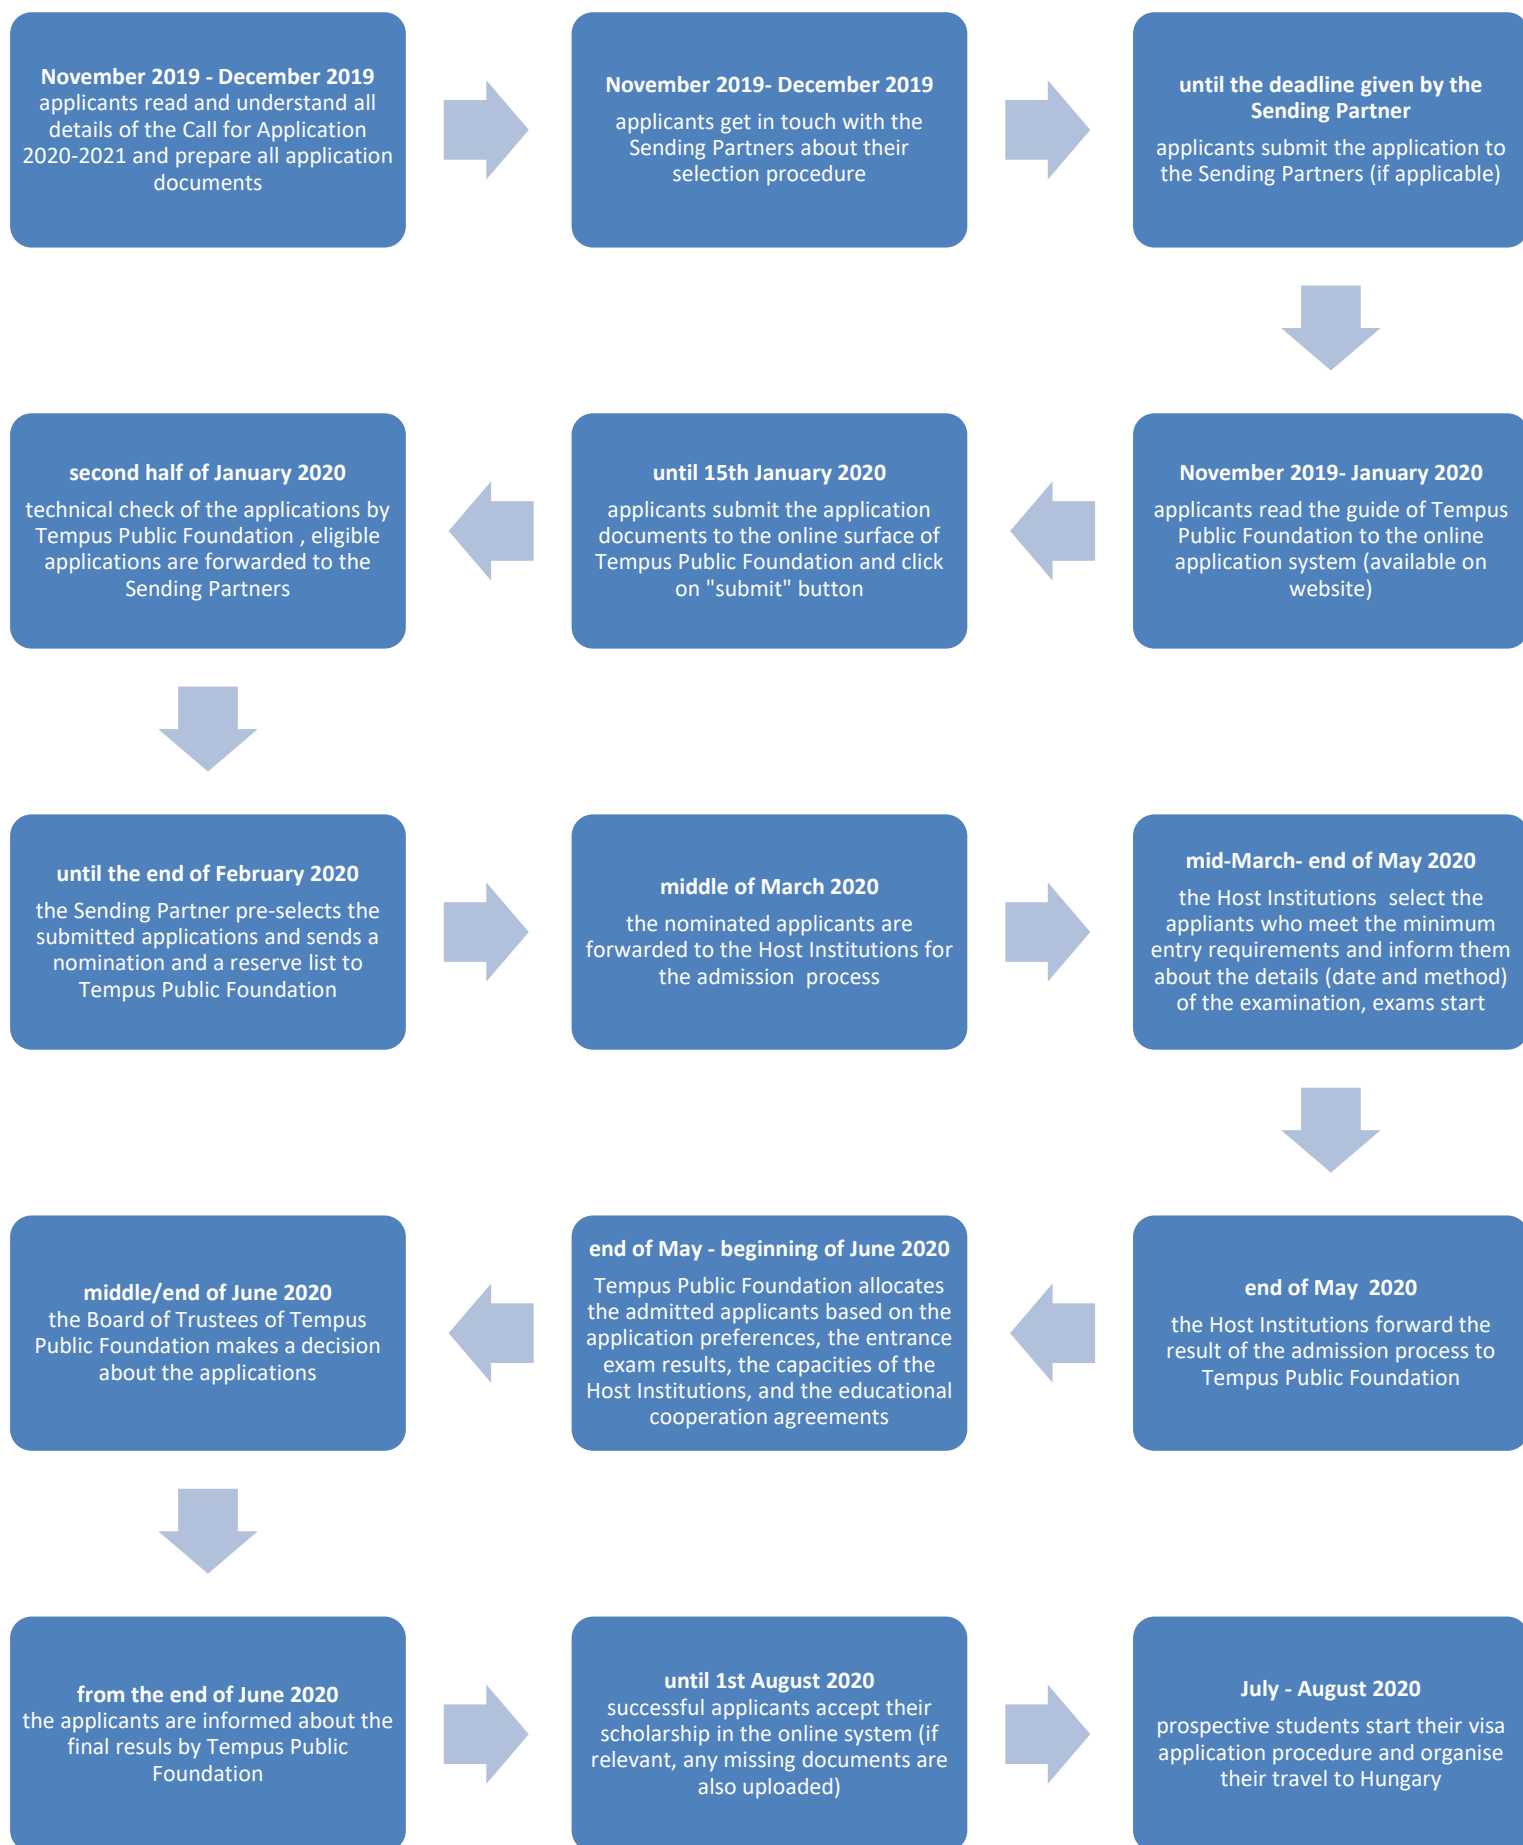 November 2019 - December 2019
applicants read and understand all
details of the Call for Application
2020-2021 and prepare all application
documents
November 2019- December 2019
applicants get in touch with the
Sending Partners about their
selection procedure
until the deadline given by the
Sending Partner
applicants submit the application to
the Sending Partners (if applicable)
November 2019- January 2020
applicants read the guide of Tempus
Public Foundation to the online
application system (available on
website)
until 15th January 2020
applicants submit the application
documents to the online surface of
Tempus Public Foundation and click
on "submit" button
second half of January 2020
technical check of the applications by
Tempus Public Foundation , eligible
applications are forwarded to the
Sending Partners
until the end of February 2020
the Sending Partner pre-selects the
submitted applications and sends a
nomination and a reserve list to
Tempus Public Foundation
middle of March 2020
the nominated applicants are
forwarded to the Host Institutions for
the admission  process
mid-March- end of May 2020
the Host Institutions  select the
appliants who meet the minimum
entry requirements and inform them
about the details (date and method)
of the examination, exams start
end of May  2020
the Host Institutions forward the
result of the admission process to
Tempus Public Foundation
end of May - beginning of June 2020
Tempus Public Foundation allocates
the admitted applicants based on the
application preferences, the entrance
exam results, the capacities of the
Host Institutions, and the educational
cooperation agreements
middle/end of June 2020
the Board of Trustees of Tempus
Public Foundation makes a decision
about the applications
from the end of June 2020
the applicants are informed about the
final resuls by Tempus Public
Foundation
until 1st August 2020
successful applicants accept their
scholarship in the online system (if
relevant, any missing documents are
also uploaded)
July - August 2020
prospective students start their visa
application procedure and organise
their travel to Hungary